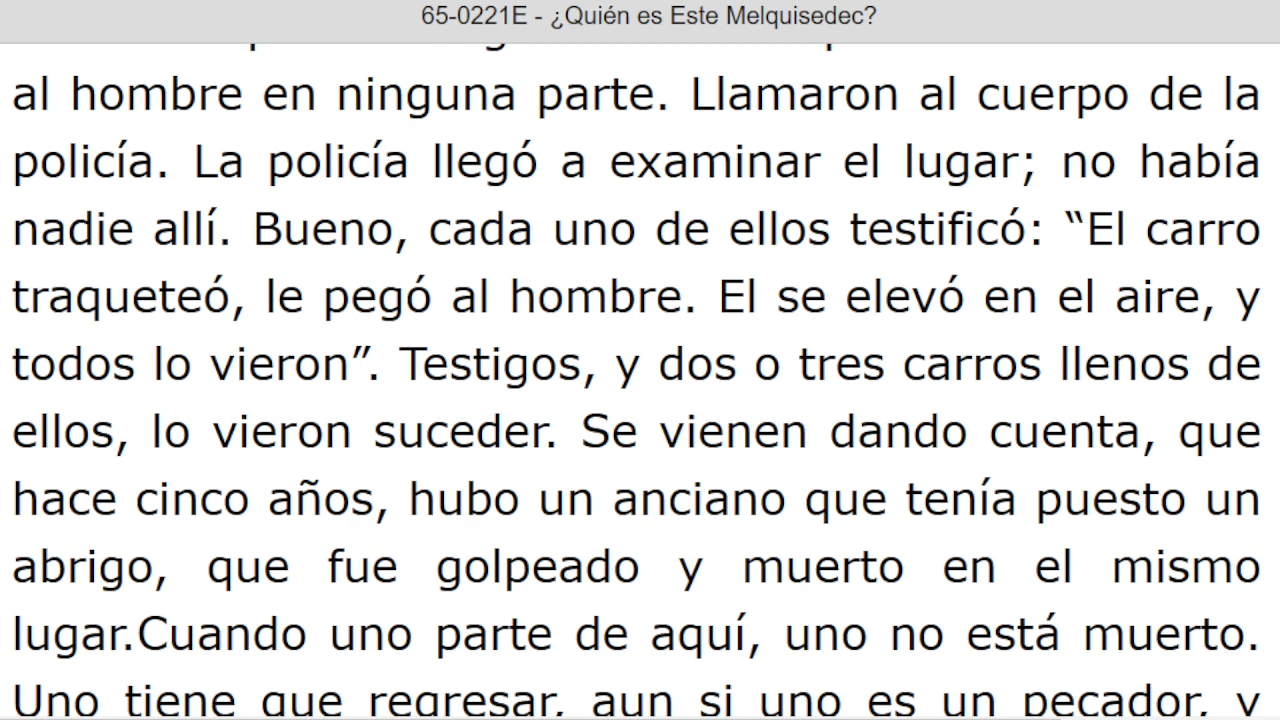 65-0221E - ¿Quién es Este Melquisedec?
al hombre en ninguna parte. Llamaron al cuerpo de la
policía. La policía llegó a examinar el lugar; no había
nadie allí. Bueno, cada uno de ellos testificó: “El carro
traqueteó, le pegó al hombre. El se elevó en el aire, y
todos lo vieron”. Testigos, y dos o tres carros llenos de
ellos, lo vieron suceder. Se vienen dando cuenta, que
hace cinco años, hubo un anciano que tenía puesto un
abrigo, que fue golpeado y muerto en el mismo
lugar.Cuando uno parte de aquí, uno no está muerto.
Uno tiene que regresar, aun si uno es un pecador, y